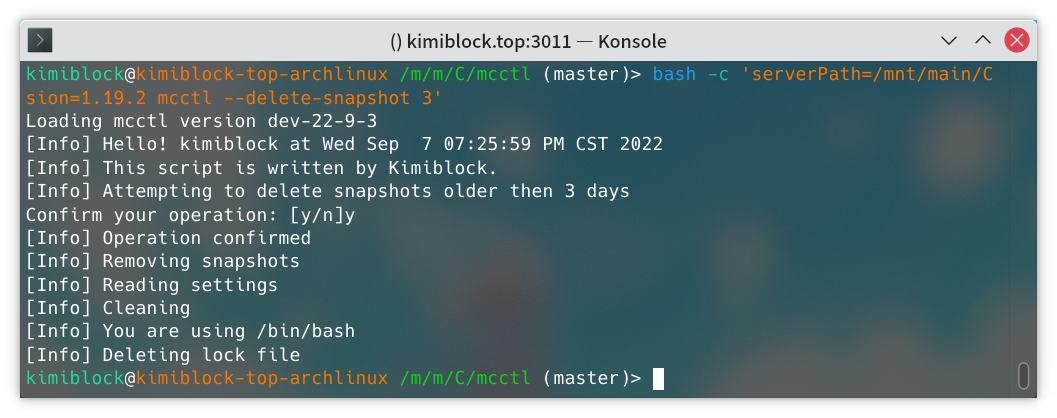 () kimiblock.top:3011 — Konsole
kimiblock@kimiblock-top-archlinux /m/m/C/mcctl (master)> bash -c 'serverPath=/mnt/main/C
sion=1.19.2 mcctl --delete-snapshot 3'
Loading mcctl version dev-22-9-3
[Info] Hello! kimiblock at Wed Sep  7 07:25:59 PM CST 2022
[Info] This script is written by Kimiblock.
[Info] Attempting to delete snapshots older then 3 days
Confirm your operation: [y/n]y
[Info] Operation confirmed
[Info] Removing snapshots
[Info] Reading settings
[Info] Cleaning
[Info] You are using /bin/bash
[Info] Deleting lock file
kimiblock@kimiblock-top-archlinux /m/m/C/mcctl (master)>